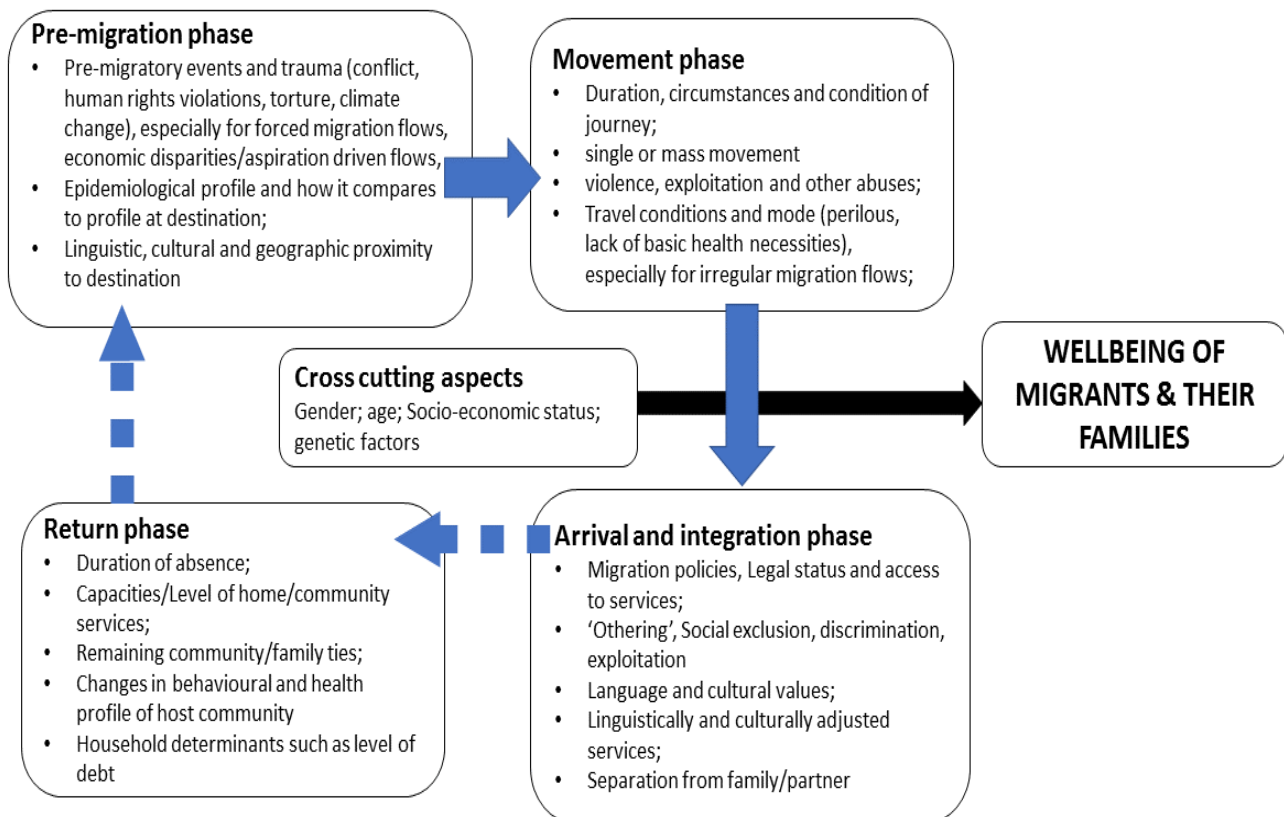 Pre-migration phase
• Pre-migratory events and trauma (conflict,
human rights violations, torture, climate
change), especially for forced migration flows,
economic disparities/aspiration driven flows,
• Epidemiological profile and how it compares
to profile at destination;
• Linguistic, cultural and geographic proximity
to destination
Movement phase
• Duration, circumstances and condition of
journey;
• single or mass movement
• violence, exploitation and other abuses;
• Travel conditions and mode (perilous,
lack of basic health necessities),
especially for irregular migration flows;
Cross cutting aspects
Gender; age; Socio-economic status;
genetic factors
WELLBEING OF
MIGRANTS & THEIR
FAMILIES
Return phase
• Duration of absence;
• Capacities/Level of home/community
services;
• Remaining community/family ties;
• Changes in behavioural and health
profile of host community
• Household determinants such as level of
debt
Arrival and integration phase
• Migration policies, Legal status and access
to services;
• ‘Othering’, Social exclusion, discrimination,
exploitation
• Language and cultural values;
• Linguistically and culturally adjusted
services;
• Separation from family/partner